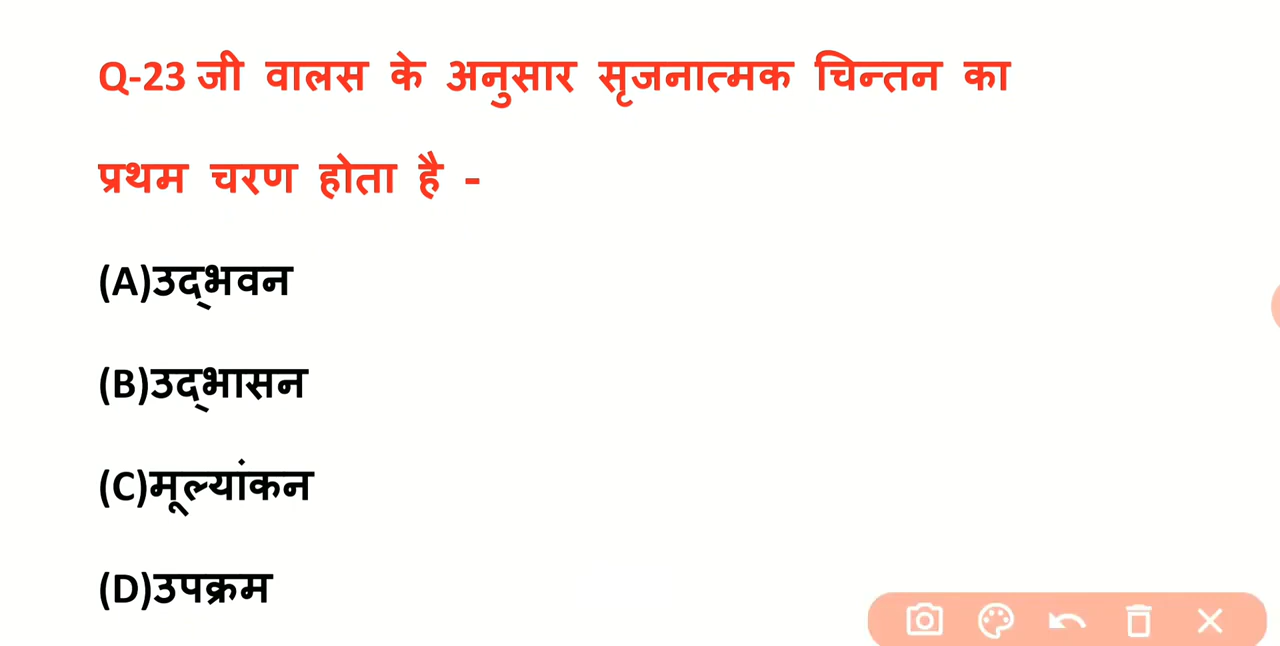 Q-23 जी वालस के अनुसार सृजनात्मक चिन्तन का
प्रथम चरण होता है -
(A)उद्‌भवन
(B)उद्‌भासन
(C)मूल्यांकन
(D)उपक्रम